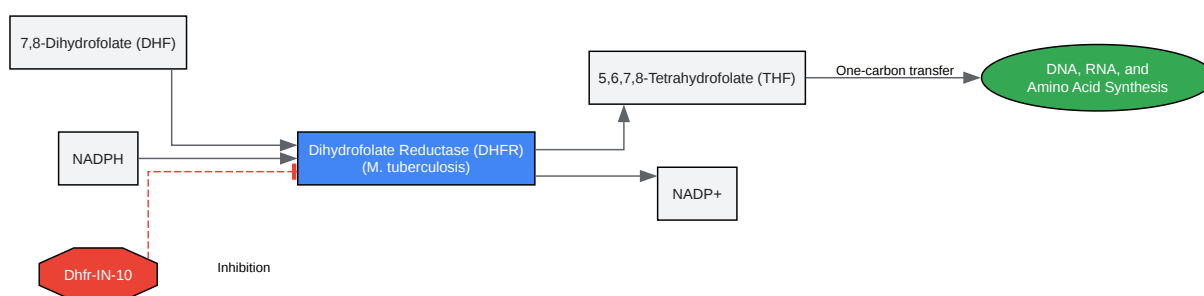 7,8-Dihydrofolate (DHF)
NADPH
Dhfr-IN-10
Inhibition
Dihydrofolate Reductase (DHFR)
(M. tuberculosis)
5,6,7,8-Tetrahydrofolate (THF)
NADP+
One-carbon transfer
DNA, RNA, and
Amino Acid Synthesis